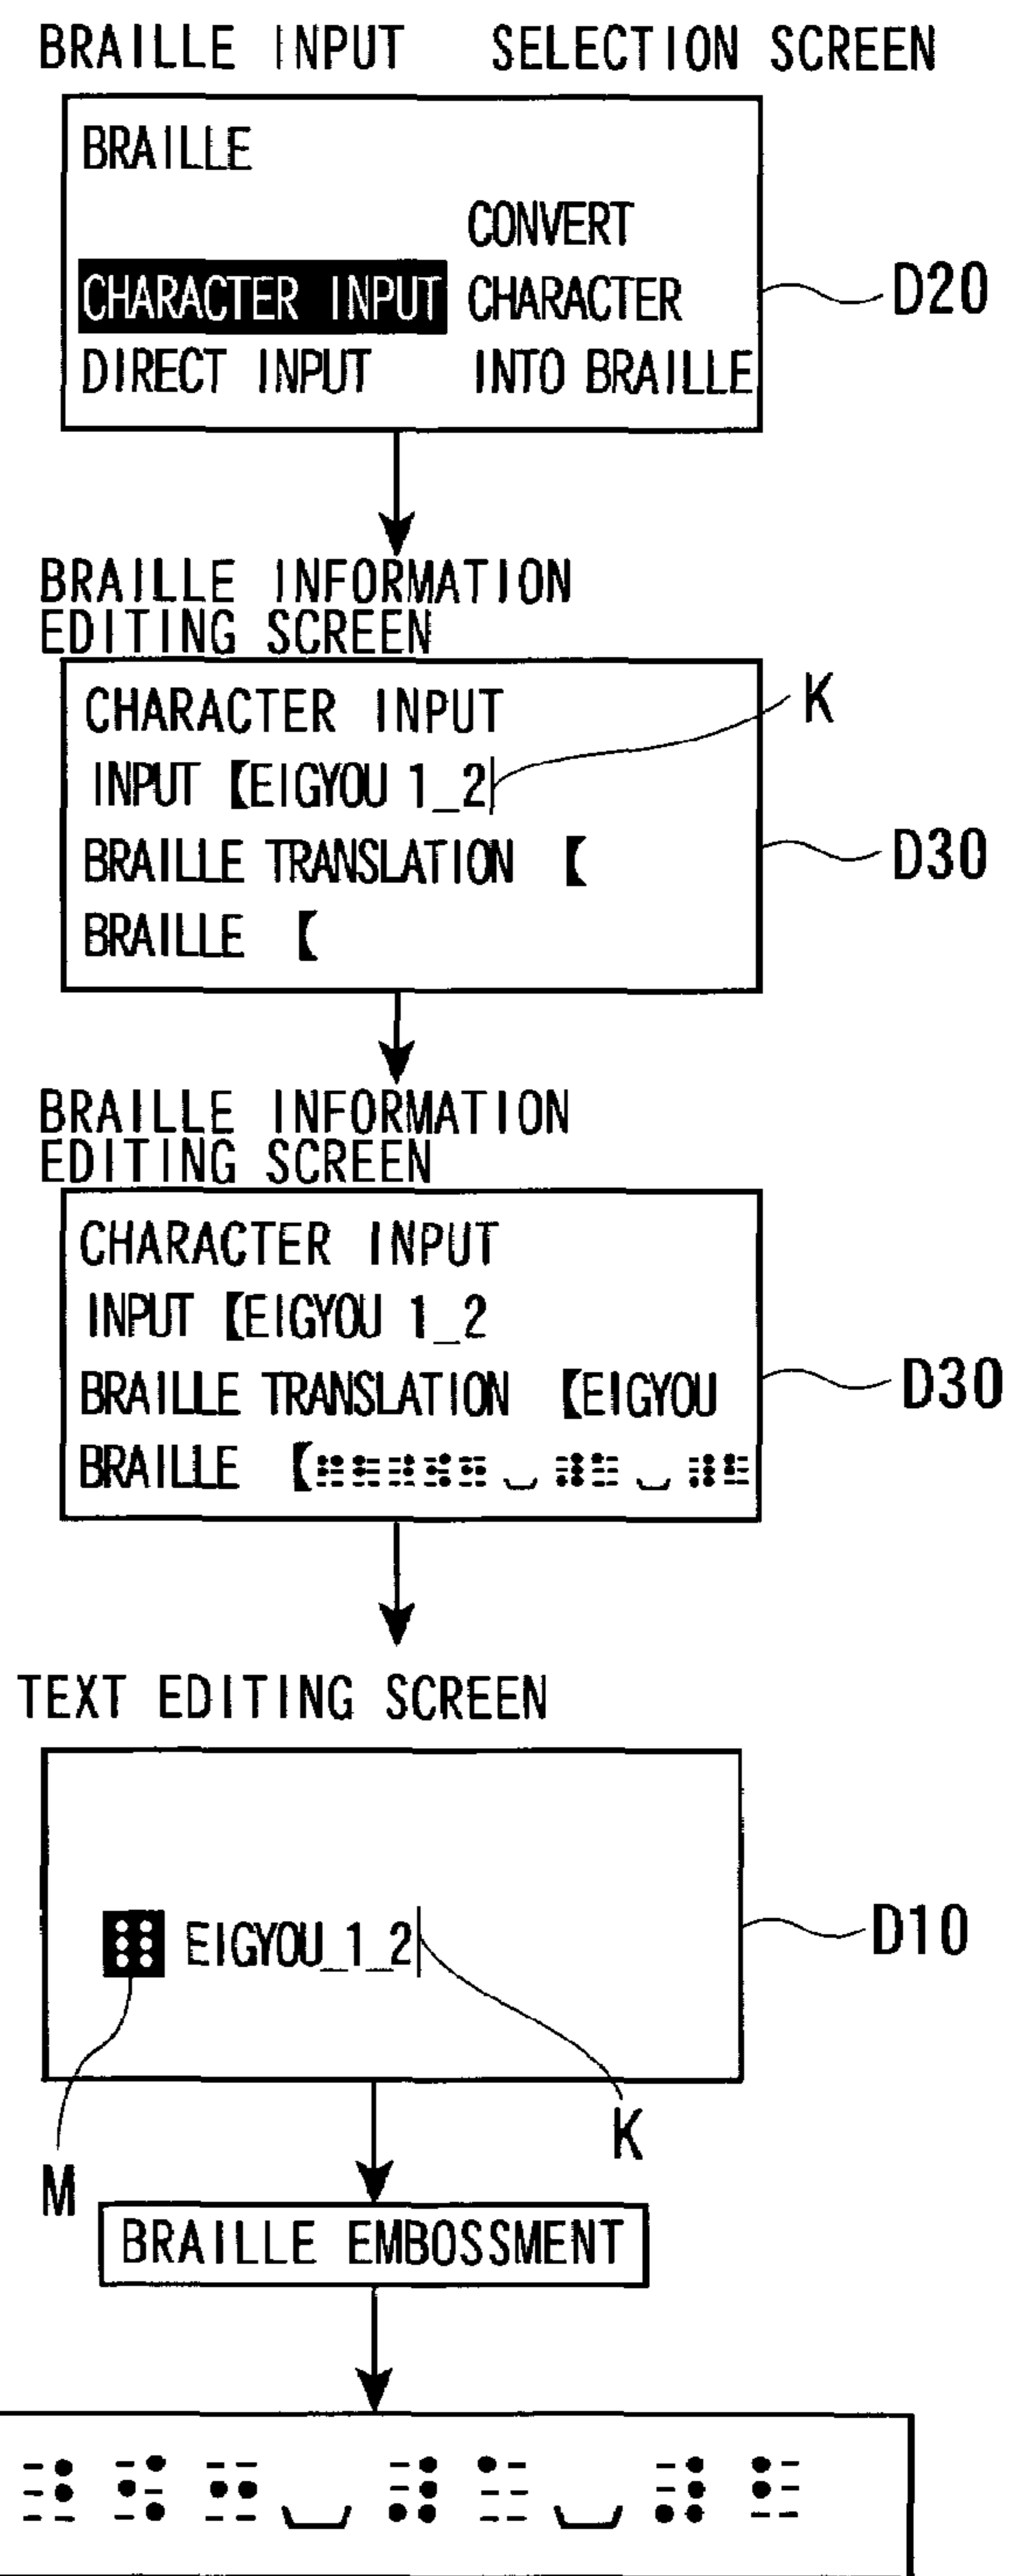 BRAILLE INPUT SELECTION SCREEN
BRAILLE
CONVERT
CHARACTER INPUT CHARACTER
DIRECT INPUT INTO BRAILLE
D20
BRAILLE INFORMATION
EDITING SCREEN
CHARACTER INPUT
K
INPUT 【EIGYOU 1_2
BRAILLE TRANSLATION 【
D30
BRAILLE 【
BRAILLE INFORMATION
EDITING SCREEN
CHARACTER INPUT
INPUT 【EIGYOU 1_2
BRAILLE TRANSLATION 【EIGYOU
D30
BRAILLE 【
TEXT EDITING SCREEN
EIGYOU_1_2
D10
K
M
BRAILLE EMBOSSMENT